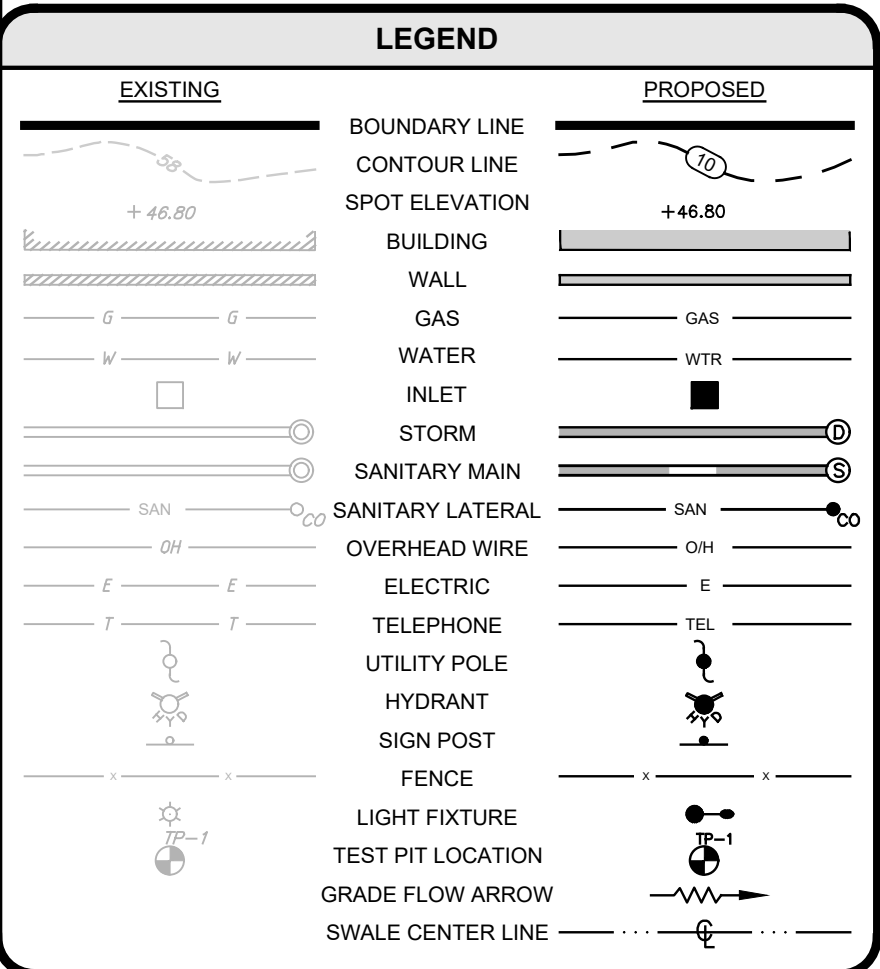 LEGEND
EXISTING PROPOSED
BOUNDARY LINE
58 CONTOUR LINE 10
SPOT ELEVATION
+ 46.80 +46.80
BUILDING
WALL
G G GAS GAS
W W WATER WTR
INLET
STORM D
SANITARY MAIN S
SAN CO SANITARY LATERAL SAN CO
OH OVERHEAD WIRE O/H
E E ELECTRIC E
T T TELEPHONE TEL
UTILITY POLE
HYDRANT
HYD HYD
SIGN POST
x x FENCE x x
LIGHT FIXTURE
TP-1 TP-1
TEST PIT LOCATION
GRADE FLOW ARROW
SWALE CENTER LINE CL